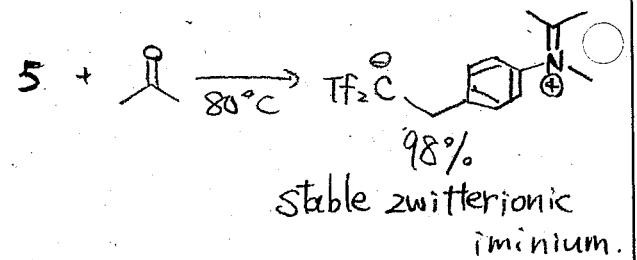 5 + O → Tf₂C⊖ N⊕
80°C
98%
stable zwitterionic
iminium.